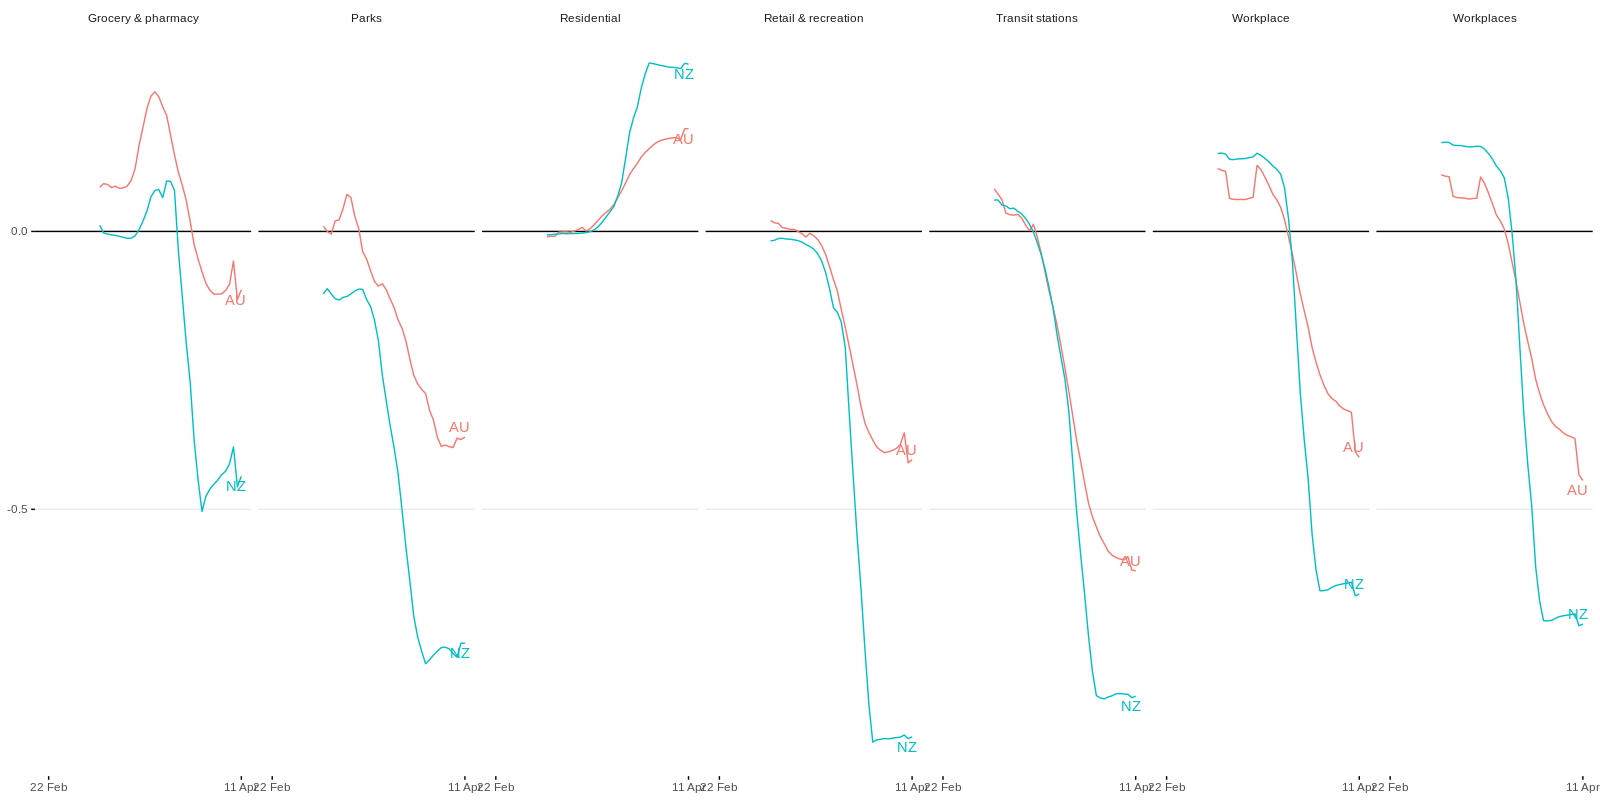 Grocery & pharmacy
Parks
Residential
Retail & recreation
Transit stations
Workplace
Workplaces
0.0
-0.5
AU
NZ
AU
NZ
NZ
AU
AU
NZ
AU
NZ
AU
NZ
AU
NZ
22 Feb
11 Apr
22 Feb
11 Apr
22 Feb
11 Apr
22 Feb
11 Apr
22 Feb
11 Apr
22 Feb
11 Apr
22 Feb
11 Apr